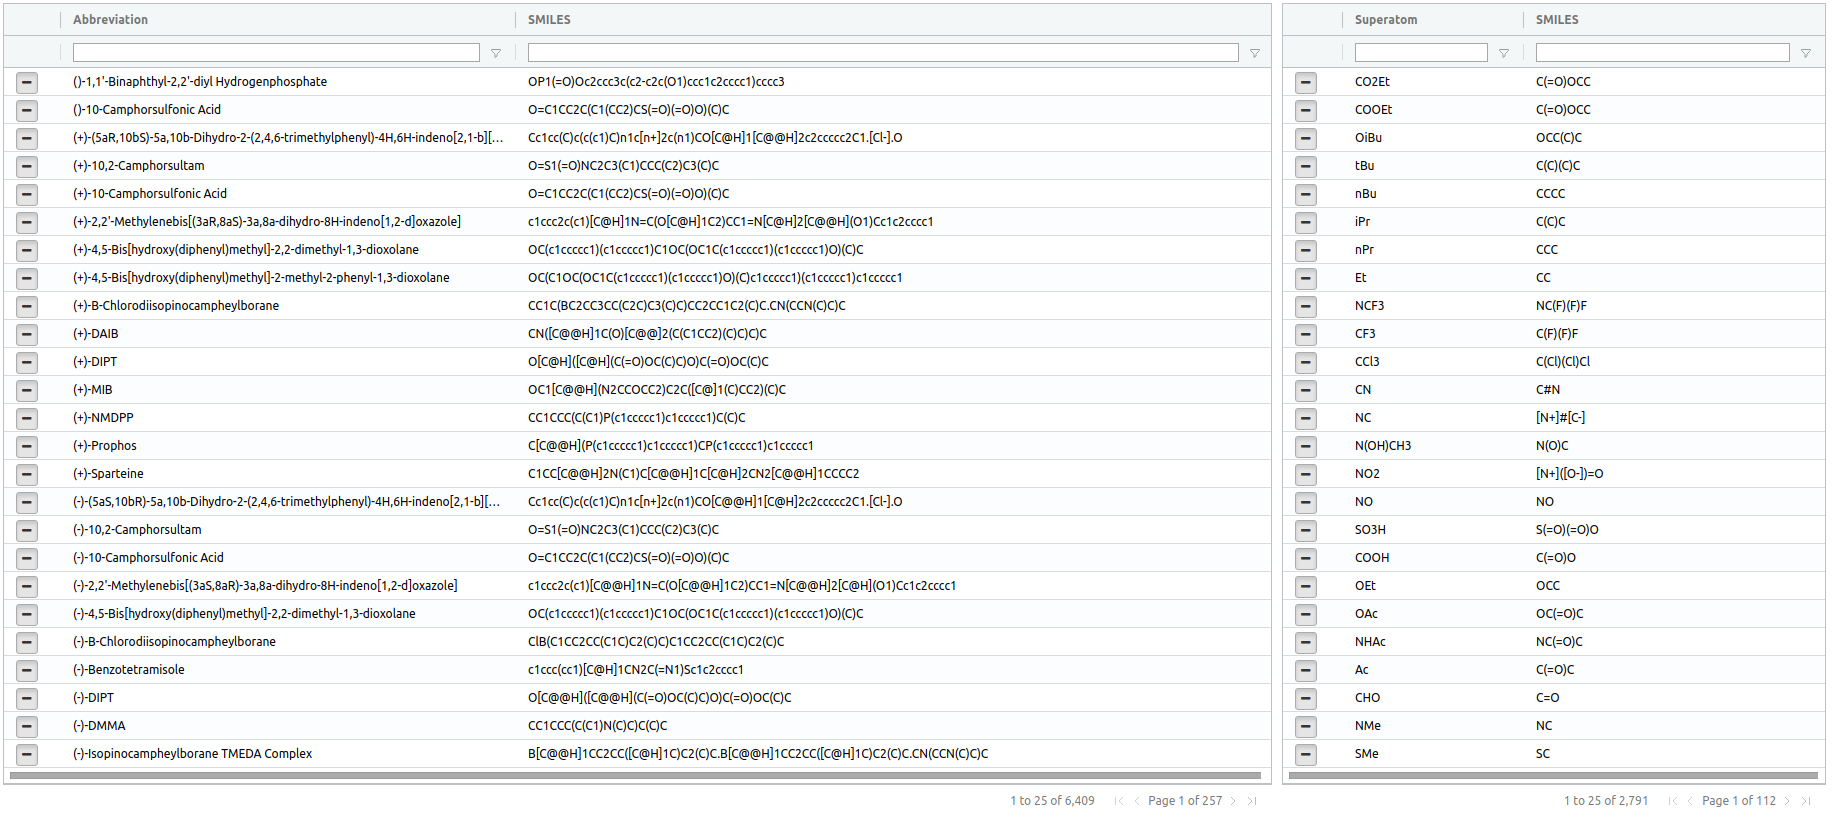 Abbreviation SMILES
()-1,1'-Binaphthyl-2,2'-diyl Hydrogenphosphate OP1(=O)Oc2ccc3c(c2-c2c(O1)ccc1c2cccc1)cccc3
()-10-Camphorsulfonic Acid O=C1CC2C(C1(CC2)CS(=O)(=O)O)(C)C
(+)-(5aR,10bS)-5a,10b-Dihydro-2-(2,4,6-trimethylphenyl)-4H,6H-indeno[2,1-b][... Cc1cc(C)c(c(c1)C)n1c[n+]2c(n1)CO[C@H]1[C@@H]2c2ccccc2C1.[Cl-].O
(+)-10,2-Camphorsultam O=S1(=O)NC2C3(C1)CCC(C2)C3(C)C
(+)-10-Camphorsulfonic Acid O=C1CC2C(C1(CC2)CS(=O)(=O)O)(C)C
(+)-2,2'-Methylenebis[(3aR,8aS)-3a,8a-dihydro-8H-indeno[1,2-d]oxazole] c1ccc2c(c1)[C@H]1N=C(O[C@H]1C2)CC1=N[C@H]2[C@@H](O1)Cc1c2cccc1
(+)-4,5-Bis[hydroxy(diphenyl)methyl]-2,2-dimethyl-1,3-dioxolane OC(c1ccccc1)(c1ccccc1)C1OC(OC1C(c1ccccc1)(c1ccccc1)O)(C)C
(+)-4,5-Bis[hydroxy(diphenyl)methyl]-2-methyl-2-phenyl-1,3-dioxolane OC(C1OC(OC1C(c1ccccc1)(c1ccccc1)O)(C)c1ccccc1)(c1ccccc1)c1ccccc1
(+)-B-Chlorodiisopinocampheylborane CC1C(BC2CC3CC(C2C)C3(C)C)CC2CC1C2(C)C.CN(CCN(C)C)C
(+)-DAIB CN([C@@H]1C(O)[C@@]2(C(C1CC2)(C)C)C)C
(+)-DIPT O[C@H]([C@H](C(=O)OC(C)C)O)C(=O)OC(C)C
(+)-MIB OC1[C@@H](N2CCOCC2)C2C([C@]1(C)CC2)(C)C
(+)-NMDPP CC1CCC(C(C1)P(c1ccccc1)c1ccccc1)C(C)C
(+)-Prophos C[C@@H](P(c1ccccc1)c1ccccc1)CP(c1ccccc1)c1ccccc1
(+)-Sparteine C1CC[C@@H]2N(C1)C[C@@H]1C[C@H]2CN2[C@@H]1CCCC2
(-)-(5aS,10bR)-5a,10b-Dihydro-2-(2,4,6-trimethylphenyl)-4H,6H-indeno[2,1-b][... Cc1cc(C)c(c(c1)C)n1c[n+]2c(n1)CO[C@@H]1[C@H]2c2ccccc2C1.[Cl-].O
(-)-10,2-Camphorsultam O=S1(=O)NC2C3(C1)CCC(C2)C3(C)C
(-)-10-Camphorsulfonic Acid O=C1CC2C(C1(CC2)CS(=O)(=O)O)(C)C
(-)-2,2'-Methylenebis[(3aS,8aR)-3a,8a-dihydro-8H-indeno[1,2-d]oxazole] c1ccc2c(c1)[C@@H]1N=C(O[C@@H]1C2)CC1=N[C@@H]2[C@H](O1)Cc1c2cccc1
(-)-4,5-Bis[hydroxy(diphenyl)methyl]-2,2-dimethyl-1,3-dioxolane OC(c1ccccc1)(c1ccccc1)C1OC(OC1C(c1ccccc1)(c1ccccc1)O)(C)C
(-)-B-Chlorodiisopinocampheylborane ClB(C1CC2CC(C1C)C2(C)C)C1CC2CC(C1C)C2(C)C
(-)-Benzotetramisole c1ccc(cc1)[C@H]1CN2C(=N1)Sc1c2cccc1
(-)-DIPT O[C@@H]([C@@H](C(=O)OC(C)C)O)C(=O)OC(C)C
(-)-DMMA CC1CCC(C(C1)N(C)C)C(C)C
(-)-Isopinocampheylborane TMEDA Complex B[C@@H]1CC2CC([C@H]1C)C2(C)C.B[C@@H]1CC2CC([C@H]1C)C2(C)C.CN(CCN(C)C)C
1 to 25 of 6,409 Page 1 of 257
Superatom SMILES
CO2Et C(=O)OCC
COOEt C(=O)OCC
OiBu OCC(C)C
tBu C(C)(C)C
nBu CCCC
iPr C(C)C
nPr CCC
Et CC
NCF3 NC(F)(F)F
CF3 C(F)(F)F
CCl3 C(Cl)(Cl)Cl
CN C#N
NC [N+]#[C-]
N(OH)CH3 N(O)C
NO2 [N+]([O-])=O
NO NO
SO3H S(=O)(=O)O
COOH C(=O)O
OEt OCC
OAc OC(=O)C
NHAc NC(=O)C
Ac C(=O)C
CHO C=O
NMe NC
SMe SC
1 to 25 of 2,791 Page 1 of 112